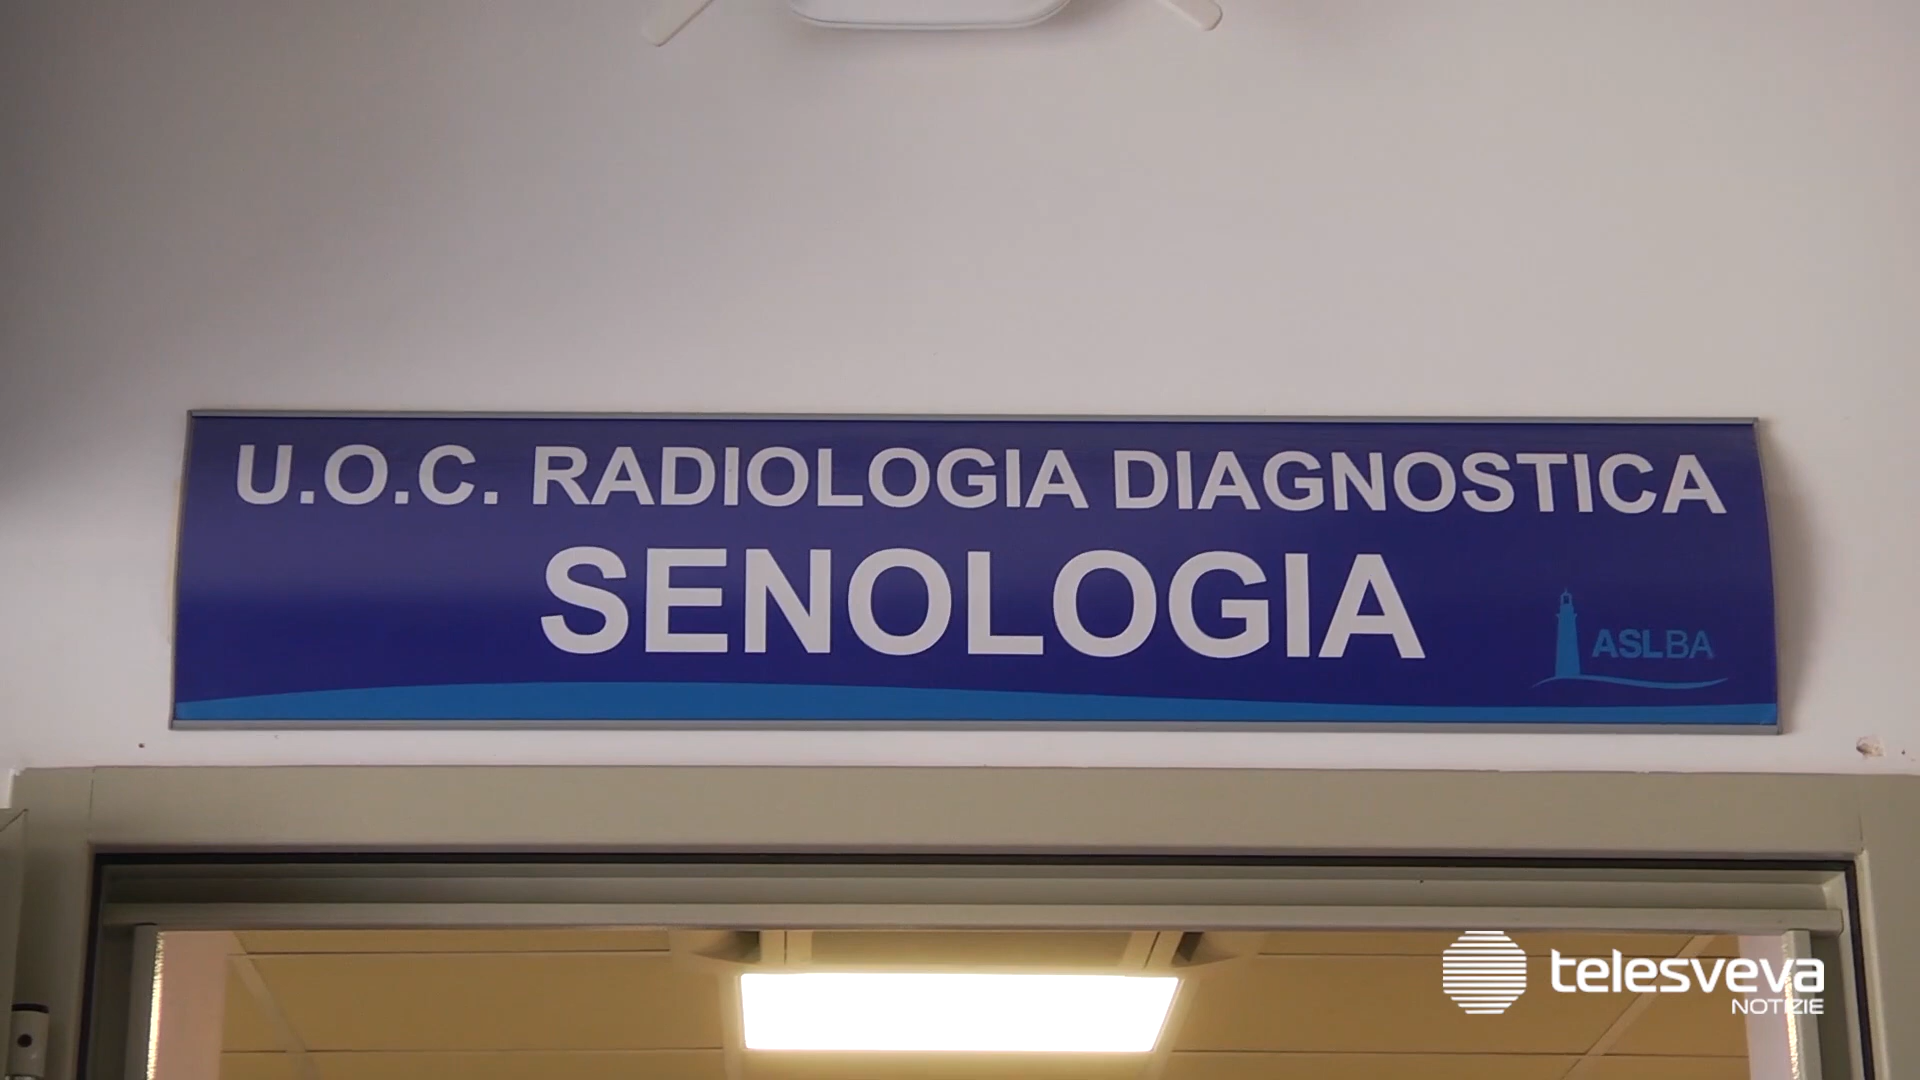 U.O.C. RADIOLOGIA DIAGNOSTICA
SENOLOGIA
ASLBA
telesveva
NOTIZIE